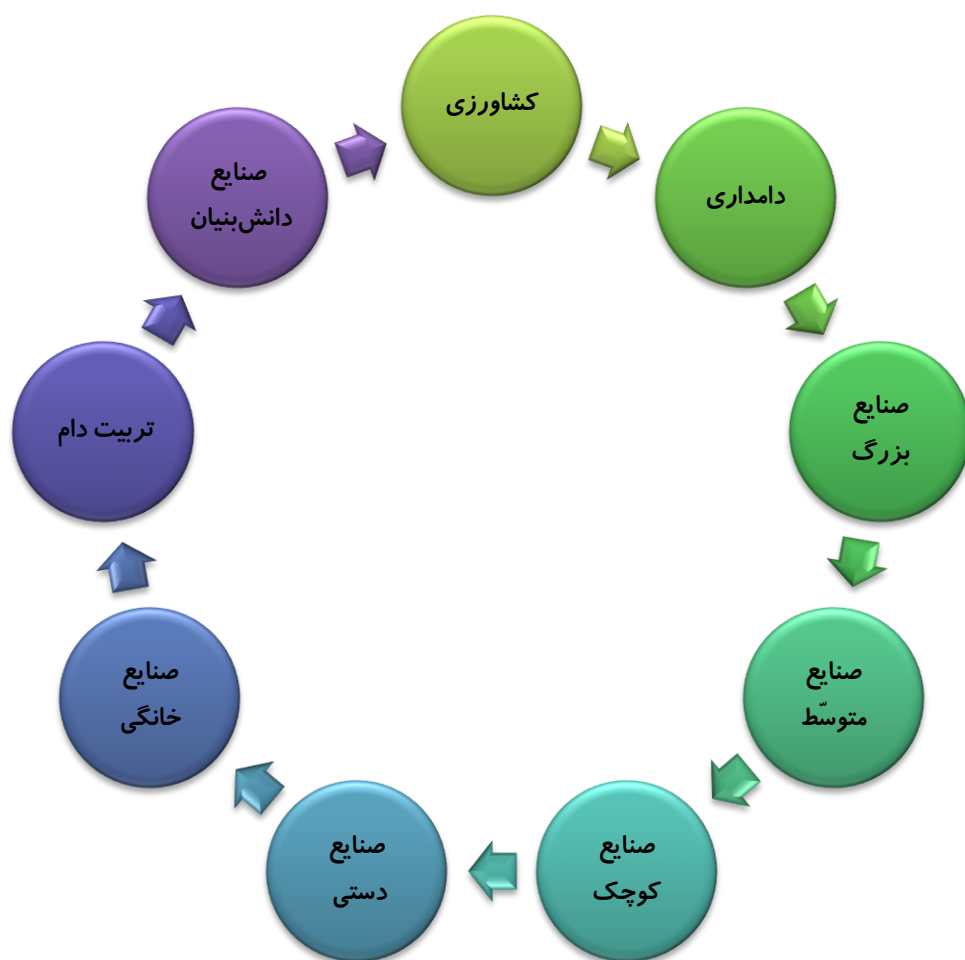 کشاورزی
دامداری
صنایع
بزرگ
صنایع
متوسّط
صنایع
کوچک
صنایع
دستی
صنایع
خانگی
تربیت دام
صنایع
دانش‌بنیان